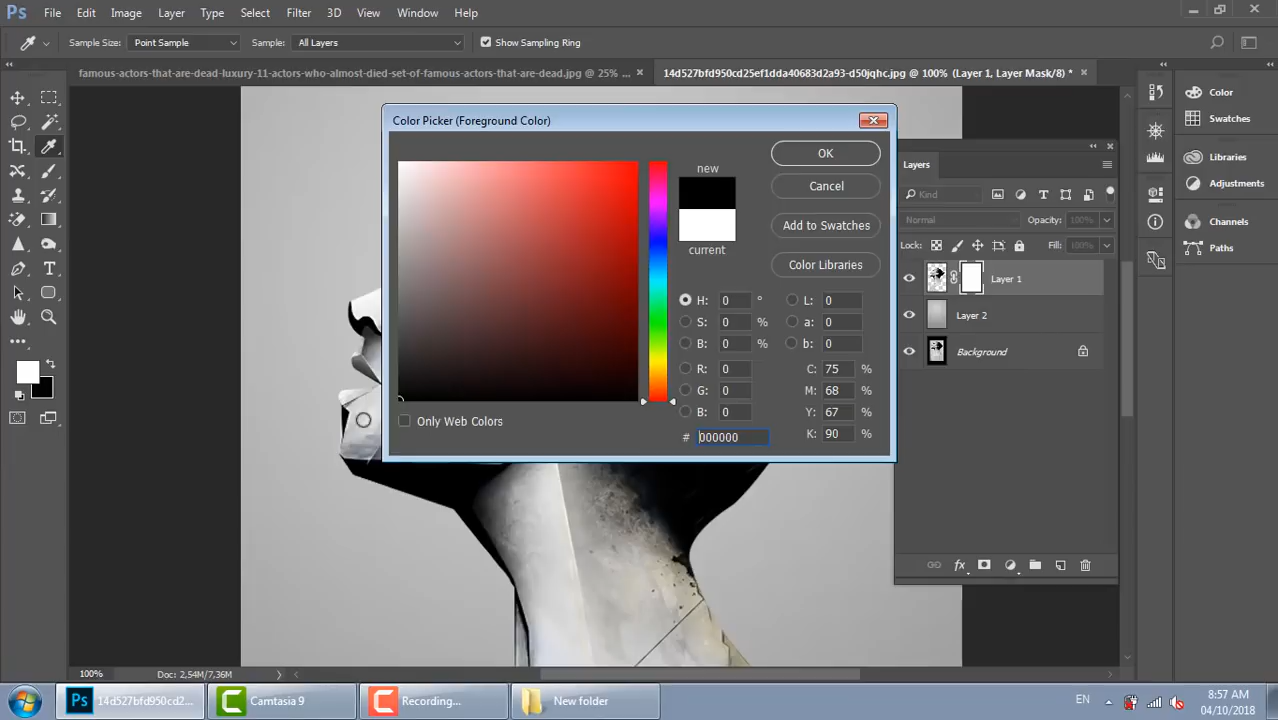 Ps File Edit Image Layer Type Select Filter 3D View Window Help
Sample Size: Point Sample Sample: All Layers Show Sampling Ring
famous-actors-that-are-dead-luxury-11-actors-who-almost-died-set-of-famous-actors-that-are-dead.jpg @ 25% ... 14d527bfd950cd25ef1dda40683d2a93-d50jqhc.jpg @ 100% (Layer 1, Layer Mask/8) *
Color Picker (Foreground Color)
new
current
OK
Cancel
Add to Swatches
Color Libraries
H: 0 ° L: 0
S: 0 % a: 0
B: 0 % b: 0
R: 0 C: 75 %
G: 0 M: 68 %
B: 0 Y: 67 %
# 000000 K: 90 %
Only Web Colors
Layers
Kind
Normal Opacity: 100%
Lock: Fill: 100%
Layer 1
Layer 2
Background
fx
Color
Swatches
Libraries
Adjustments
Channels
Paths
100% Doc: 2,54M/7,36M
Ps 14d527bfd950cd2... Camtasia 9 Recording... New folder
EN 8:57 AM
04/10/2018